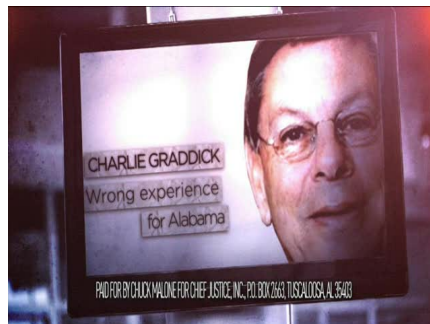 CHARLIE GRADDICK
Wrong experience
for Alabama
PAID FOR BY CHUCK MALONE FOR CHIEF JUSTICE, INC., P.O. BOX 2663, TUSCALOOSA, AL 35403